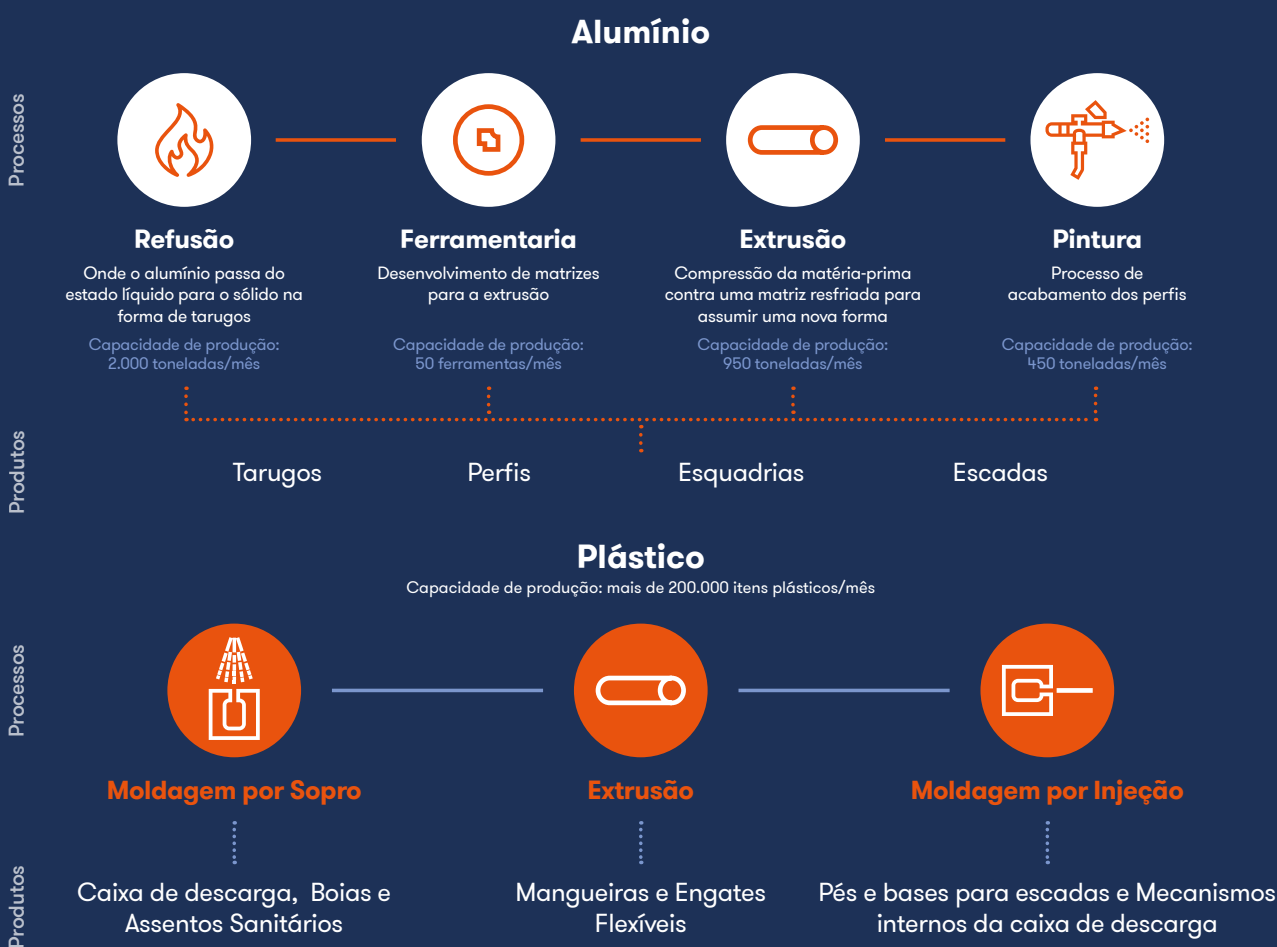 Alumínio
Processos
Refusão
Onde o alumínio passa do
estado líquido para o sólido na
forma de tarugos
Capacidade de produção:
2.000 toneladas/mês
Ferramentaria
Desenvolvimento de matrizes
para a extrusão
Capacidade de produção:
50 ferramentas/mês
Extrusão
Compressão da matéria-prima
contra uma matriz resfriada para
assumir uma nova forma
Capacidade de produção:
950 toneladas/mês
Pintura
Processo de
acabamento dos perfis
Capacidade de produção:
450 toneladas/mês
Produtos
Tarugos
Perfis
Esquadrias
Escadas
Plástico
Capacidade de produção: mais de 200.000 itens plásticos/mês
Processos
Moldagem por Sopro
Extrusão
Moldagem por Injeção
Produtos
Caixa de descarga, Boias e
Assentos Sanitários
Mangueiras e Engates
Flexíveis
Pés e bases para escadas e Mecanismos
internos da caixa de descarga